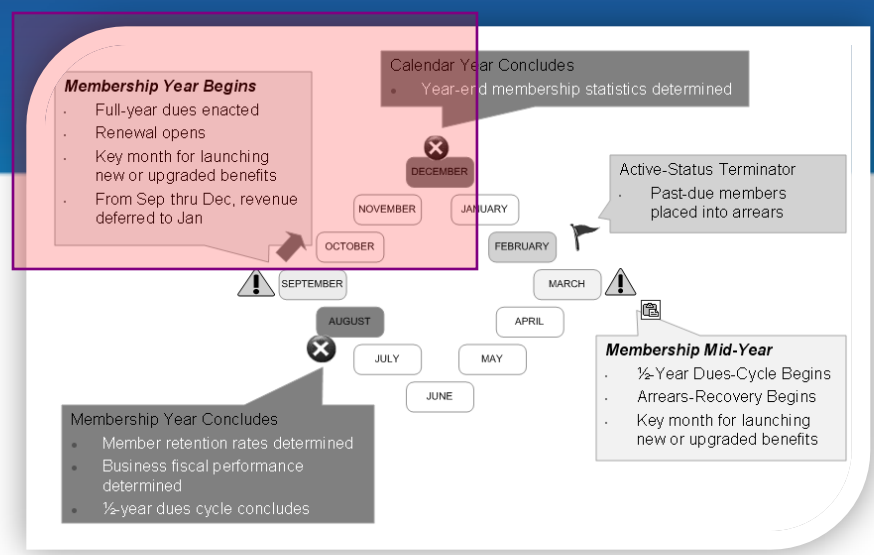 Calendar Year Concludes
Year-end membership statistics determined
Membership Year Begins
Full-year dues enacted
Renewal opens
Key month for launching
new or upgraded benefits
From Sep thru Dec, revenue
deferred to Jan
Active-Status Terminator
Past-due members
placed into arrears
DECEMBER
NOVEMBER
JANUARY
OCTOBER
FEBRUARY
SEPTEMBER
MARCH
AUGUST
APRIL
JULY
MAY
JUNE
Membership Mid-Year
½-Year Dues-Cycle Begins
Arrears-Recovery Begins
Key month for launching
new or upgraded benefits
Membership Year Concludes
Member retention rates determined
Business fiscal performance
determined
½-year dues cycle concludes